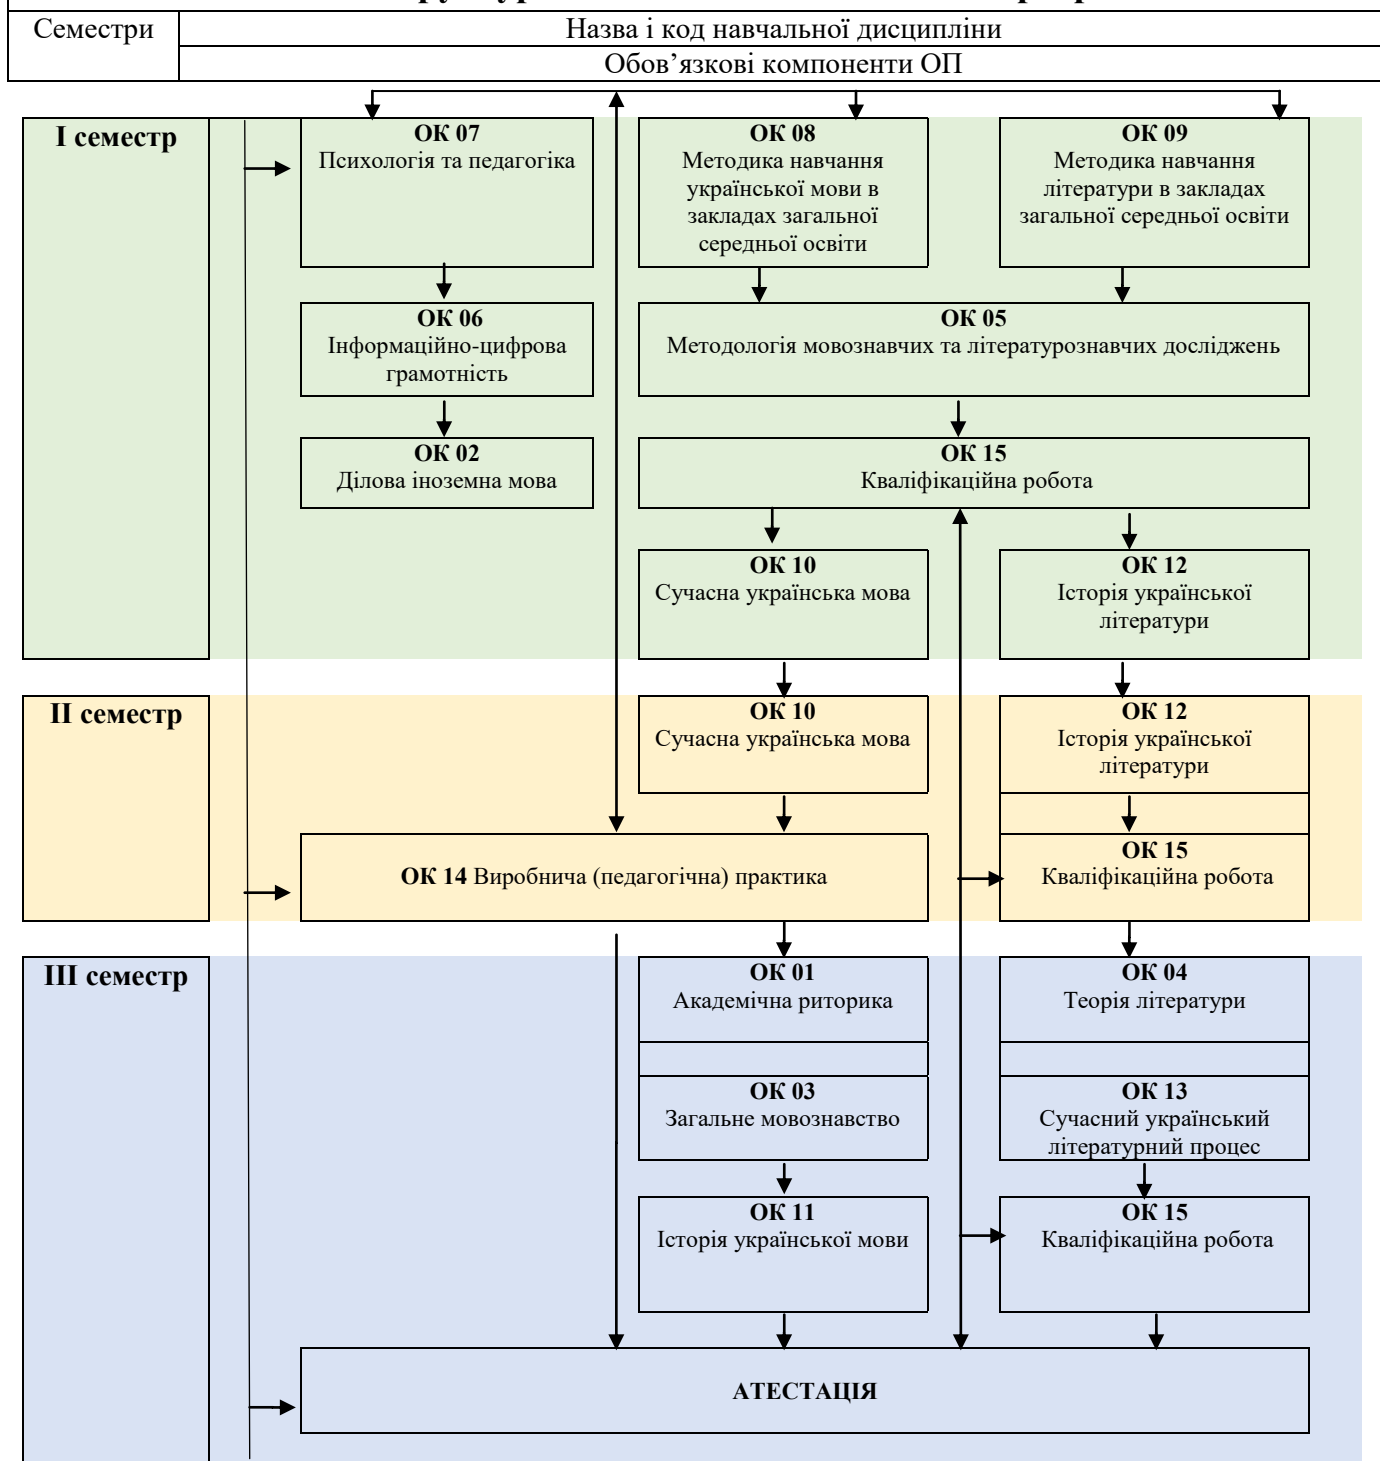 Семестри
Назва і код навчальної дисципліни
Обов’язкові компоненти ОП
І семестр
ОК 07
Психологія та педагогіка
ОК 08
Методика навчання
української мови в
закладах загальної
середньої освіти
ОК 09
Методика навчання
літератури в закладах
загальної середньої освіти
ОК 06
Інформаційно-цифрова
грамотність
ОК 05
Методологія мовознавчих та літературознавчих досліджень
ОК 02
Ділова іноземна мова
ОК 15
Кваліфікаційна робота
ОК 10
Сучасна українська мова
ОК 12
Історія української
літератури
ІІ семестр
ОК 10
Сучасна українська мова
ОК 12
Історія української
літератури
ОК 14 Виробнича (педагогічна) практика
ОК 15
Кваліфікаційна робота
ІІІ семестр
ОК 01
Академічна риторика
ОК 04
Теорія літератури
ОК 03
Загальне мовознавство
ОК 13
Сучасний український
літературний процес
ОК 11
Історія української мови
ОК 15
Кваліфікаційна робота
АТЕСТАЦІЯ